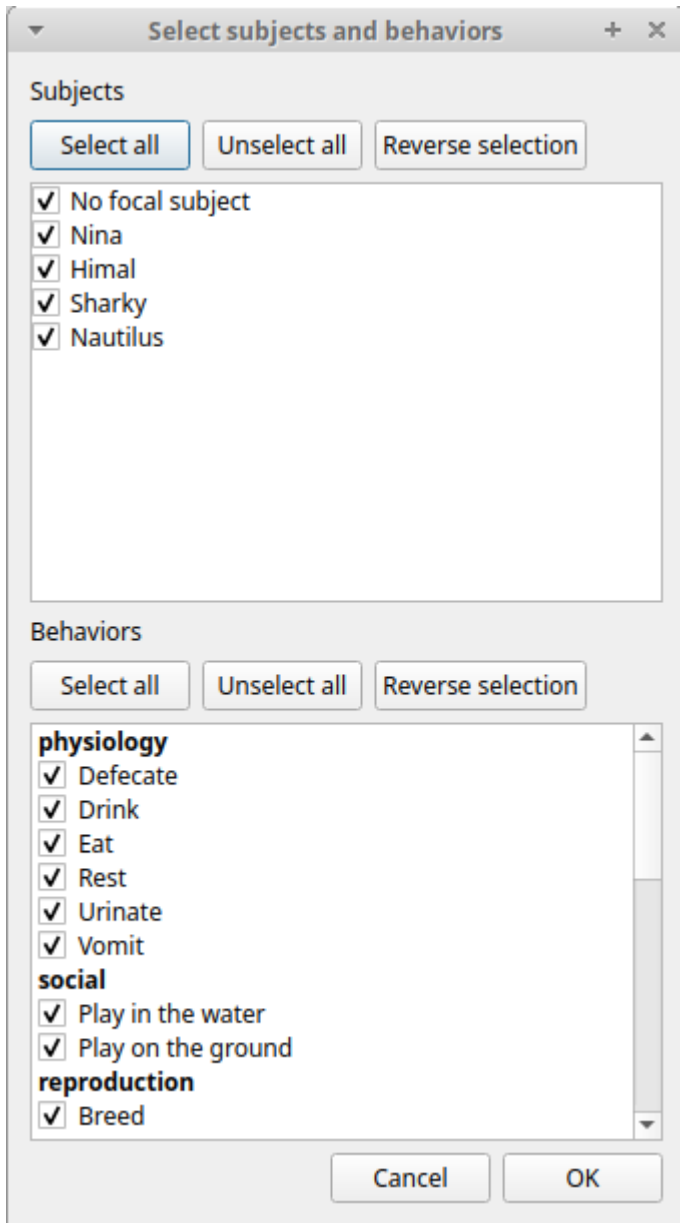 Select subjects and behaviors
Subjects
Select all Unselect all Reverse selection
No focal subject
Nina
Himal
Sharky
Nautilus
Behaviors
Select all Unselect all Reverse selection
physiology
Defecate
Drink
Eat
Rest
Urinate
Vomit
social
Play in the water
Play on the ground
reproduction
Breed
Cancel OK